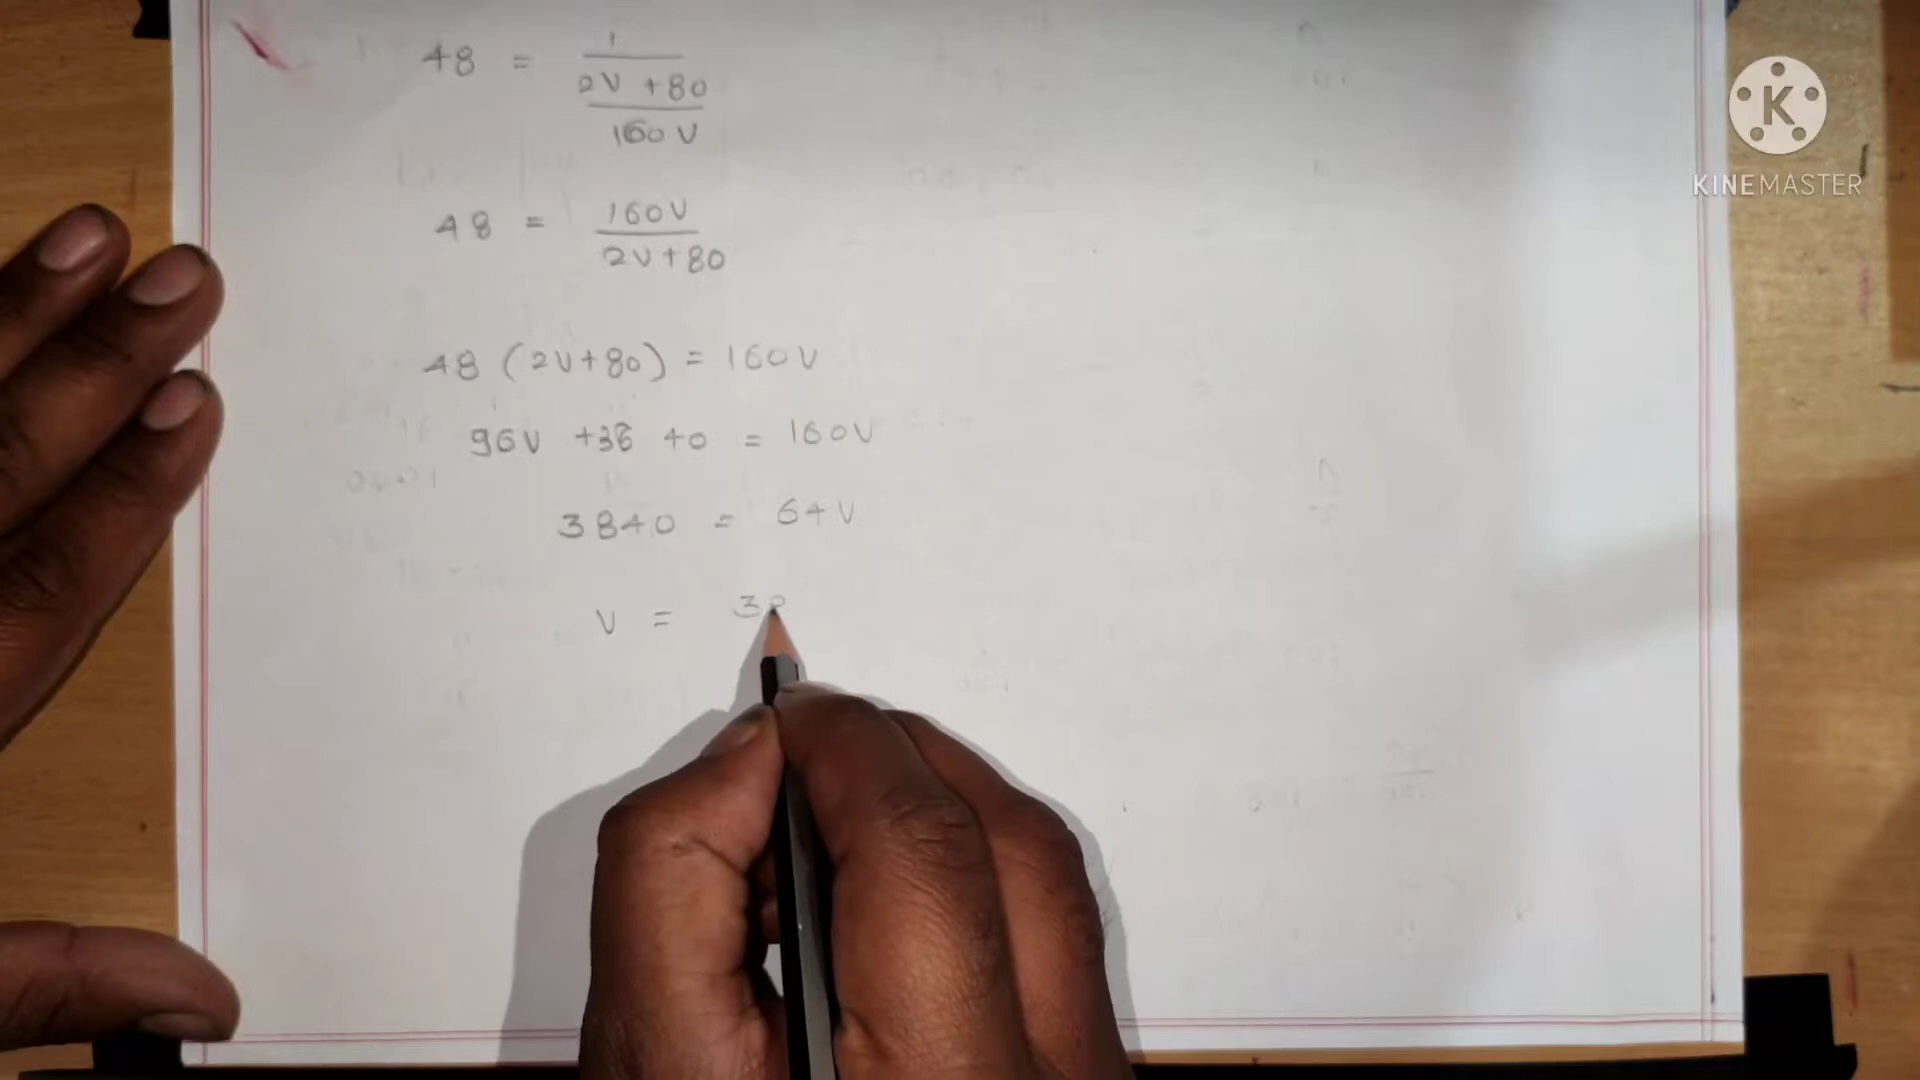 48 = 1
2V + 80
160 V
48 = 160V
2V+80
48 (2V+80) = 160V
96V +38 40 = 160V
3840 = 64V
V = 38
K
KINEMASTER